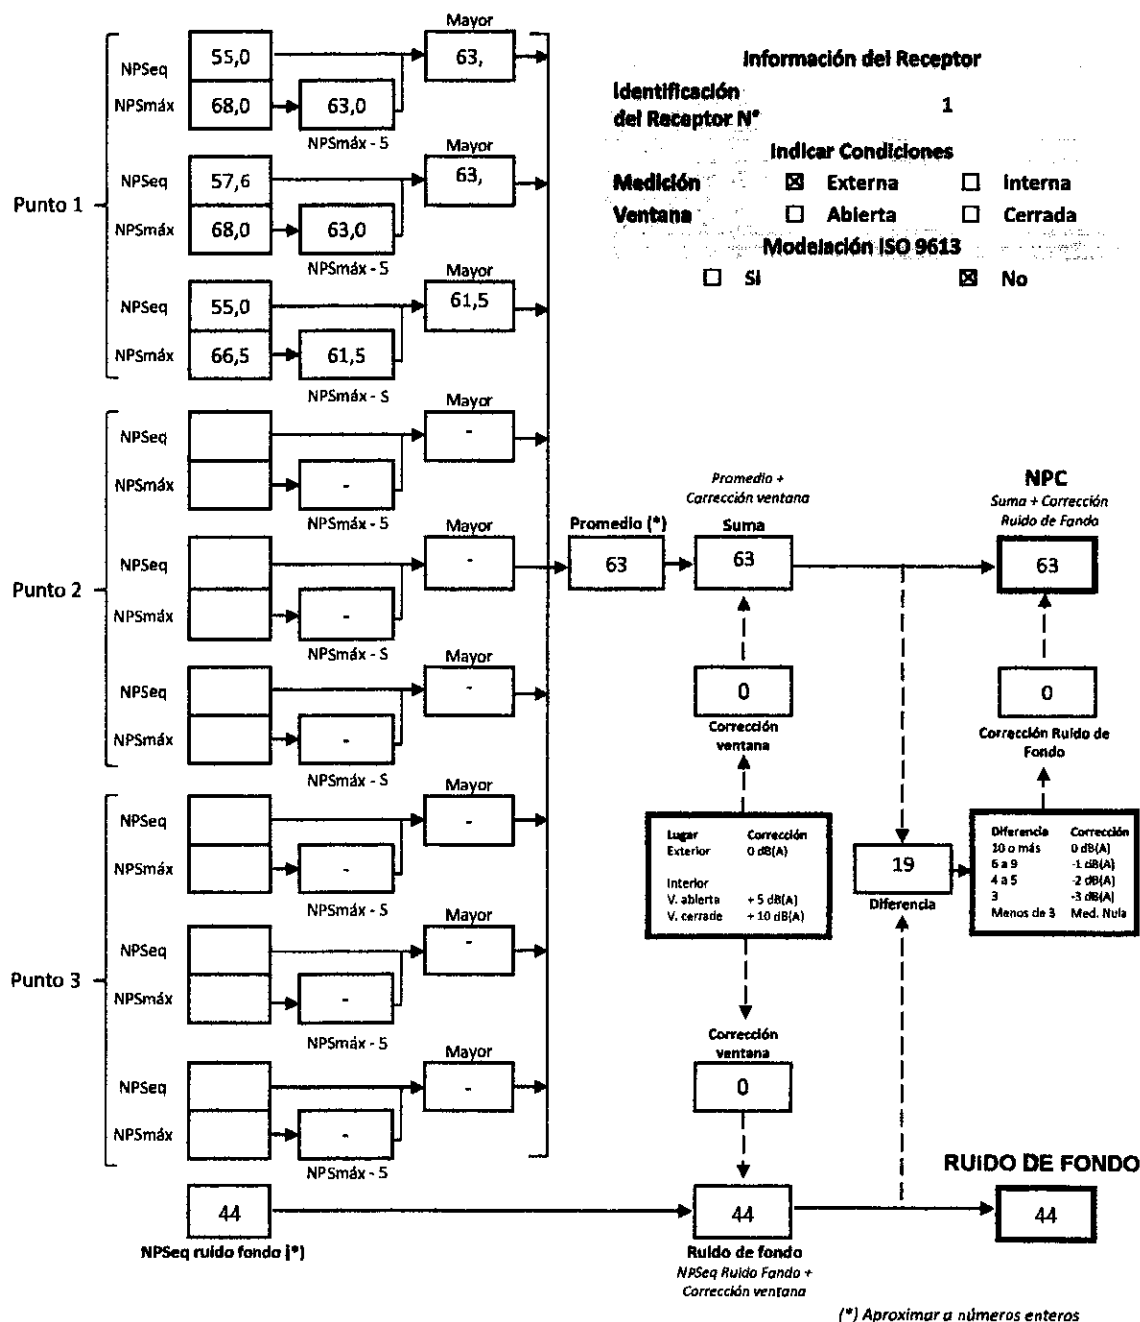 Información del Receptor
Identificación
del Receptor N° 1
Indicar Condiciones
Medición ☒ Externa ☐ Interna
Ventana ☐ Abierta ☐ Cerrada
Modelación ISO 9613
☐ Si ☒ No
Punto 1
Mayor
NPSeq 55,0 63,
NPSmáx 68,0 63,0
NPSmáx - 5
Mayor
NPSeq 57,6 63,
NPSmáx 68,0 63,0
NPSmáx - 5
Mayor
NPSeq 55,0 61,5
NPSmáx 66,5 61,5
NPSmáx - S
Punto 2
Mayor
NPSeq -
NPSmáx -
NPSmáx - 5
Mayor
NPSeq -
NPSmáx -
NPSmáx - S
Mayor
NPSeq -
NPSmáx -
NPSmáx - S
Punto 3
Mayor
NPSeq -
NPSmáx -
NPSmáx - 5
Mayor
NPSeq -
NPSmáx -
NPSmáx - 5
Mayor
NPSeq -
NPSmáx -
NPSmáx - 5
44
NPSeq ruido fondo (*)
Promedio (*)
63
Promedio +
Carrección ventana
Suma
63
0
Corrección
ventana
Lugar Corrección
Exterior 0 dB(A)
Interior
V. abierta + 5 dB(A)
V. cerrade + 10 dB(A)
Corrección
ventana
0
44
Ruido de fondo
NPSeq Ruido Fando +
Corrección ventana
19
Diferencia
NPC
Suma + Corrección
Ruido de Fando
63
0
Corrección Ruido de
Fondo
Diferencia Corrección
10 o más 0 dB(A)
6 a 9 -1 dB(A)
4 a 5 -2 dB(A)
3 -3 dB(A)
Menos de 3 Med. Nula
RUIDO DE FONDO
44
(*) Aproximar a números enteros